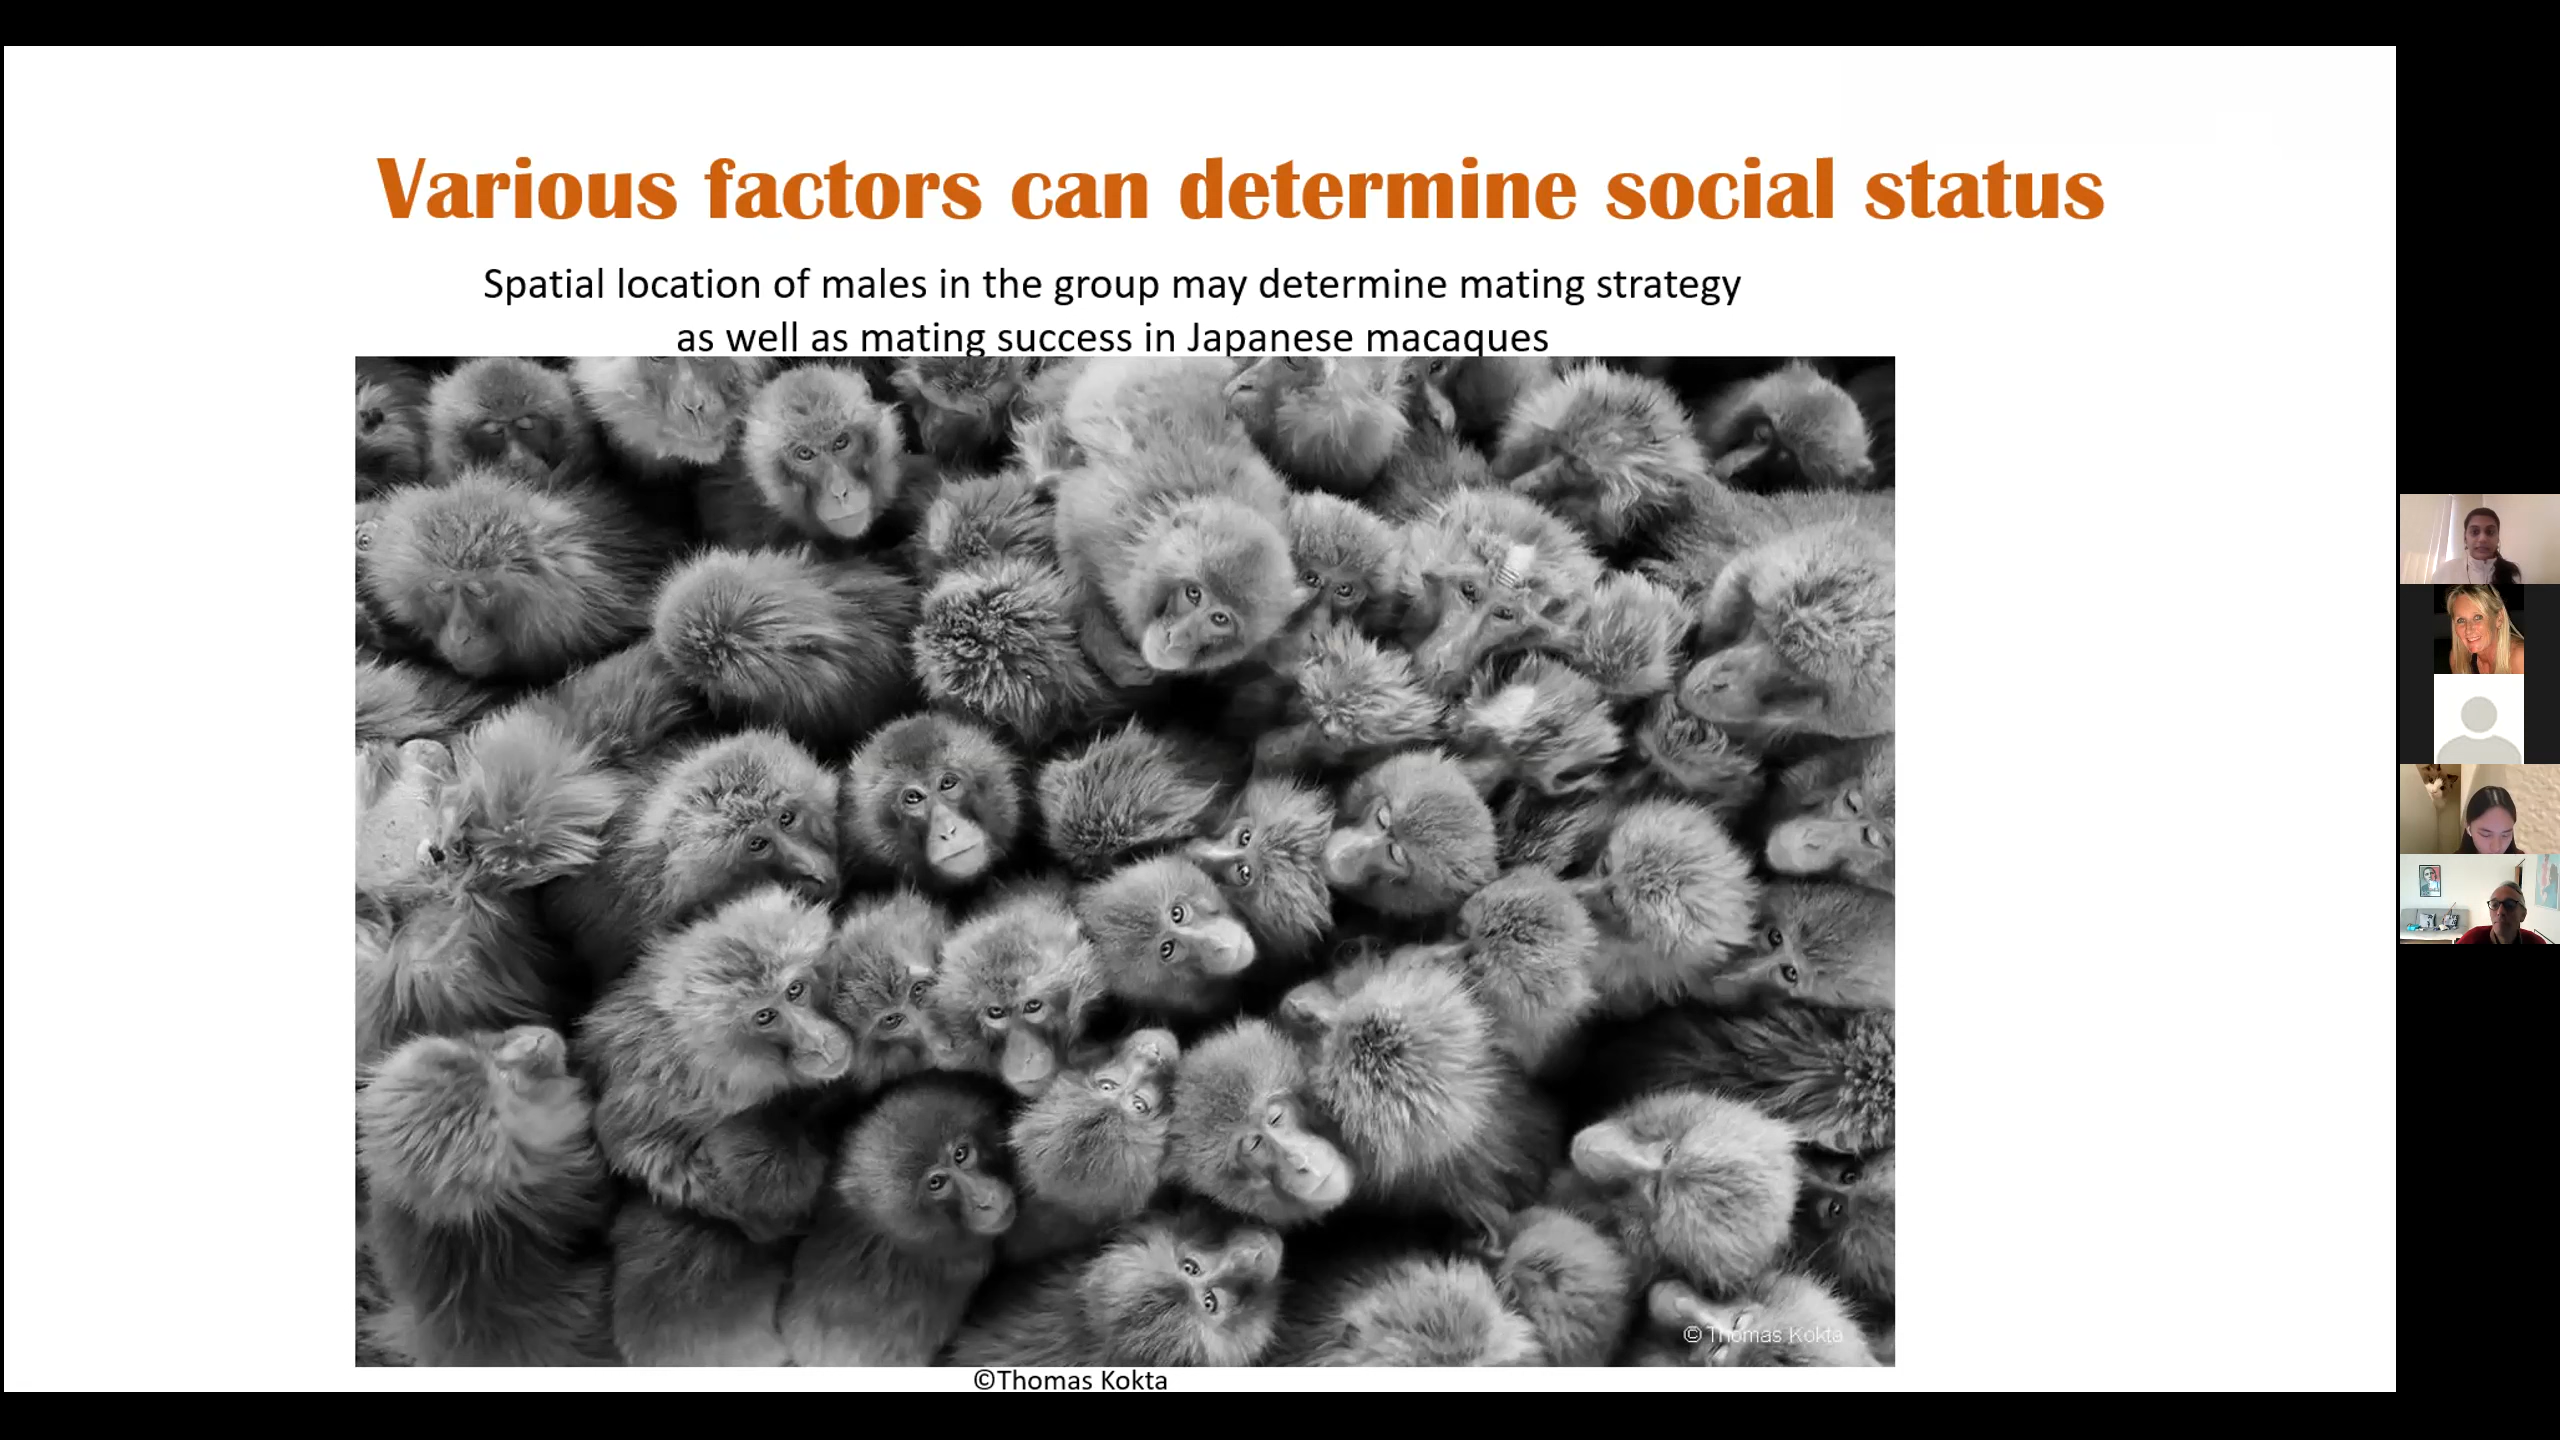 Various factors can determine social status
Spatial location of males in the group may determine mating strategy
as well as mating success in Japanese macaques
© Thomas Kokta
©Thomas Kokta